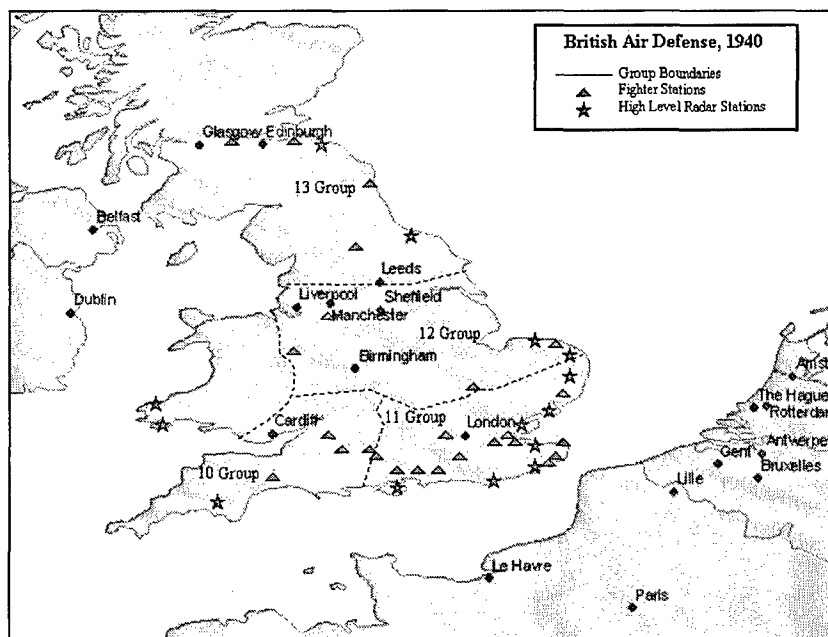 British Air Defense, 1940
Group Boundaries
Fighter Stations
High Level Radar Stations
Glasgow Edinburgh
13 Group
Belfast
Leeds
Dublin
Liverpool
Sheffield
Manchester
12 Group
Birmingham
Amst
The Hague
Rotterdam
11 Group
Cardiff
London
Antwerpe
Gent
10 Group
Bruxelles
Lille
Le Havre
Paris